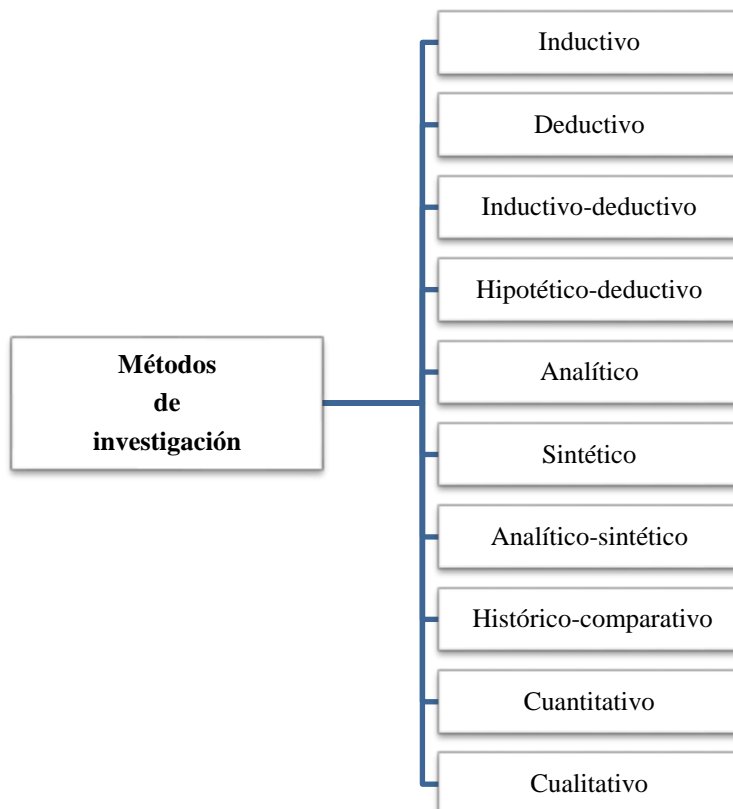 Métodos
de
investigación
Inductivo
Deductivo
Inductivo-deductivo
Hipotético-deductivo
Analítico
Sintético
Analítico-sintético
Histórico-comparativo
Cuantitativo
Cualitativo